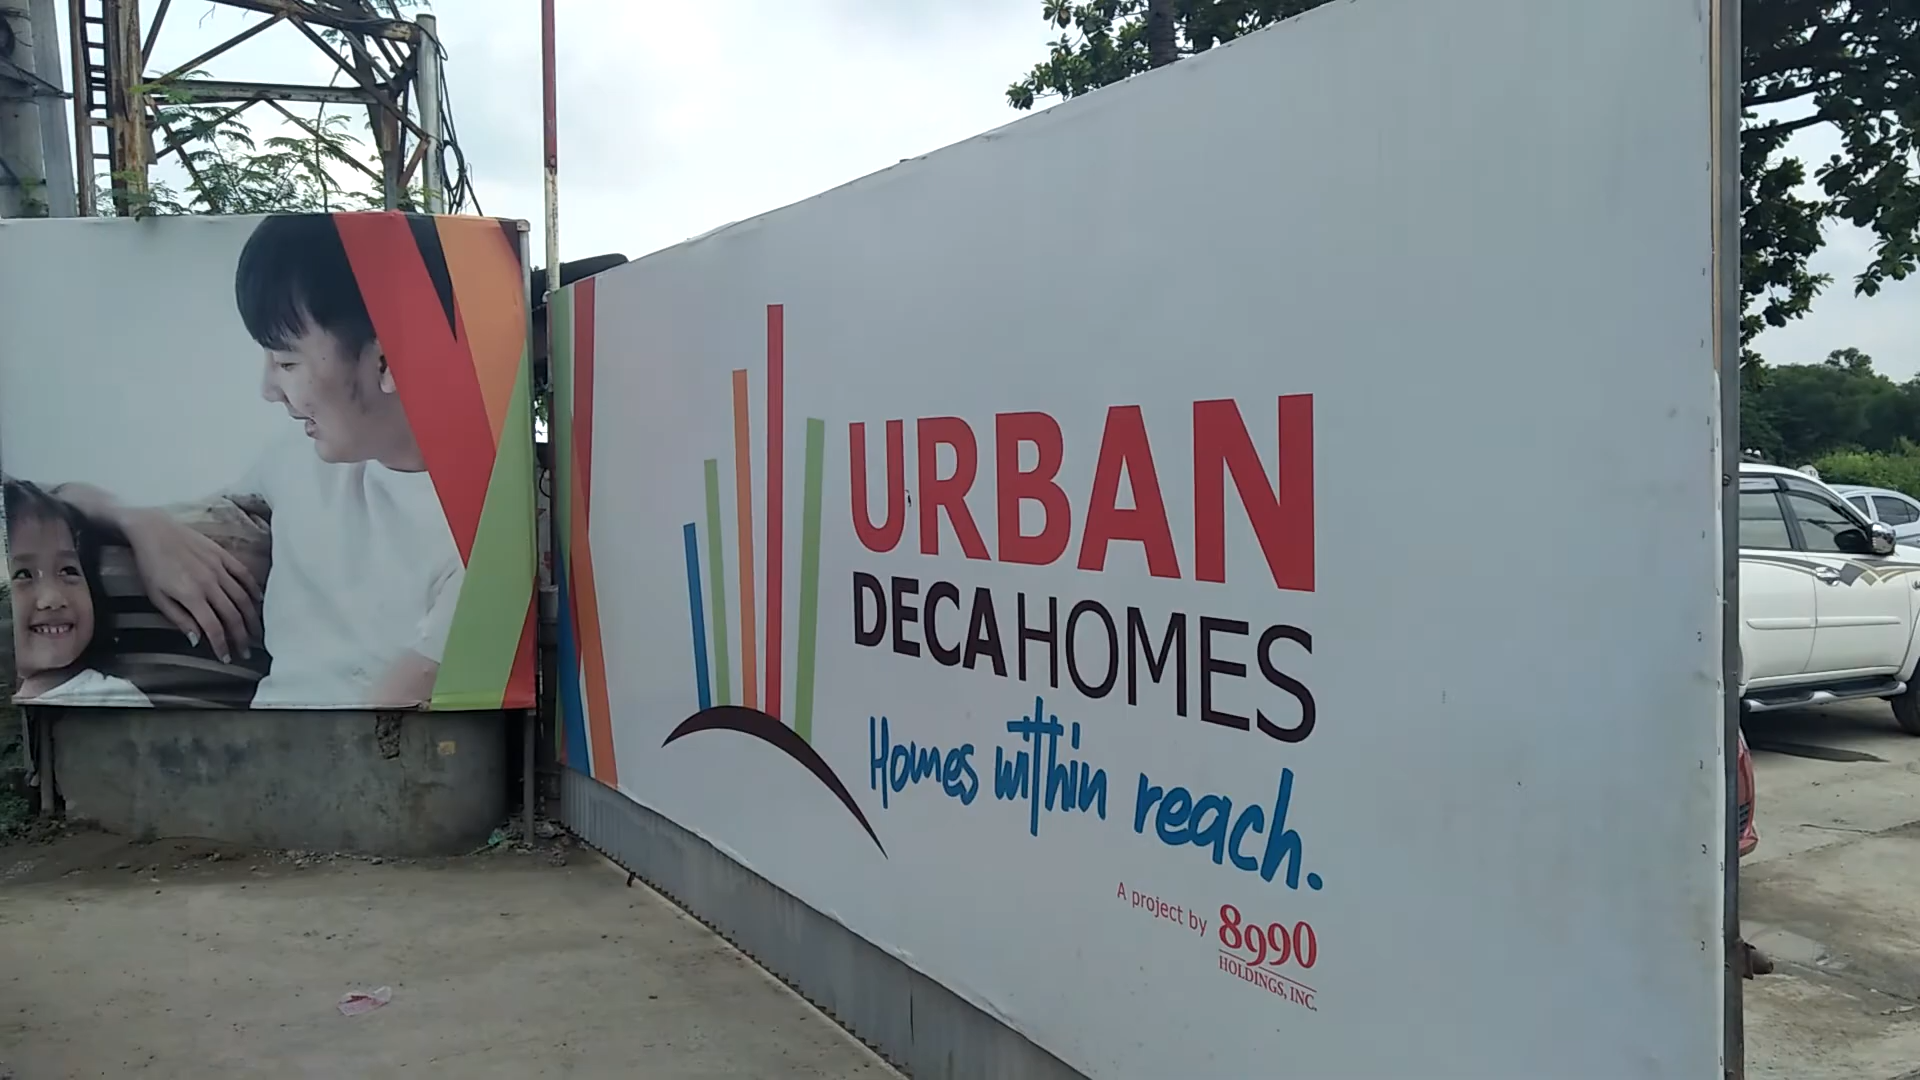 URBAN
DECAHOMES
Homes within reach.
A project by 8990
HOLDINGS, INC.